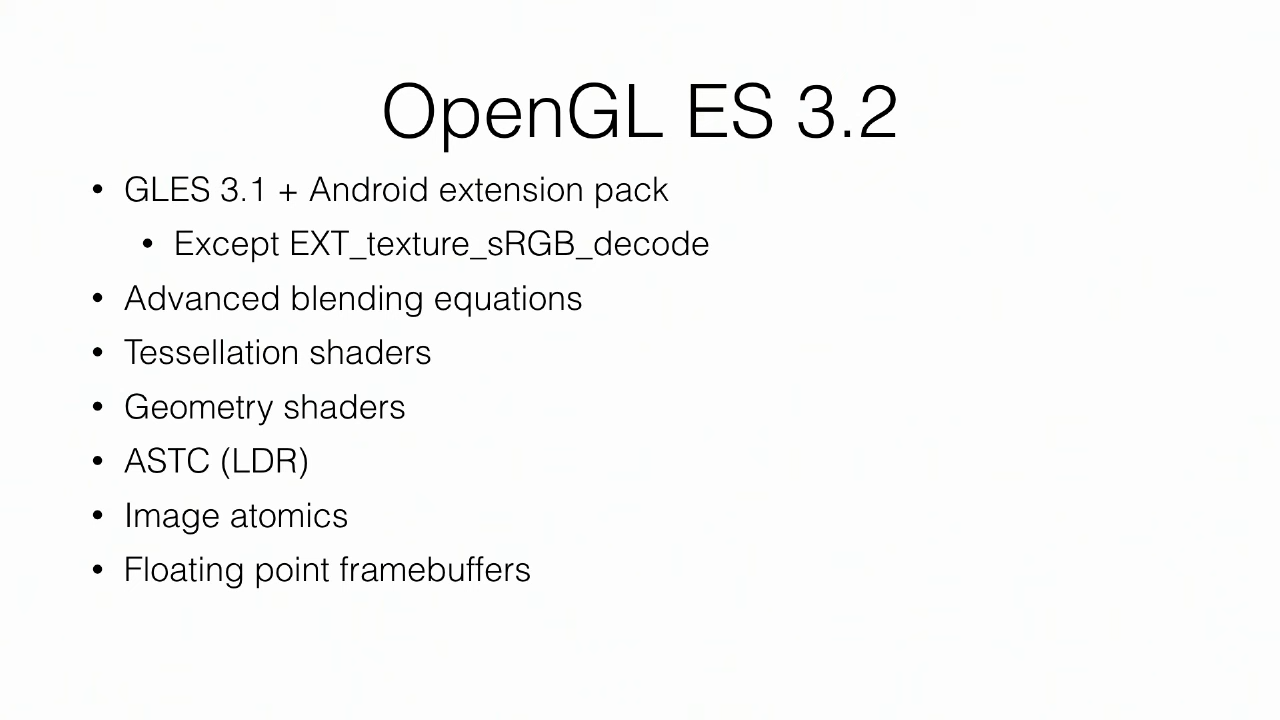 OpenGL ES 3.2
• GLES 3.1 + Android extension pack
• Except EXT_texture_sRGB_decode
• Advanced blending equations
• Tessellation shaders
• Geometry shaders
• ASTC (LDR)
• Image atomics
• Floating point framebuffers